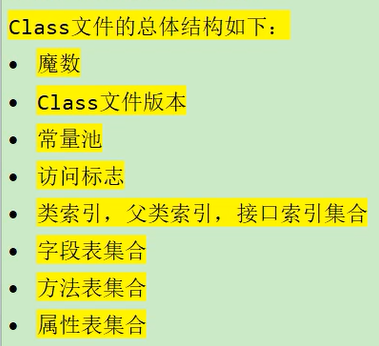 Class文件的总体结构如下：
• 魔数
• Class文件版本
• 常量池
• 访问标志
• 类索引，父类索引，接口索引集合
• 字段表集合
• 方法表集合
• 属性表集合